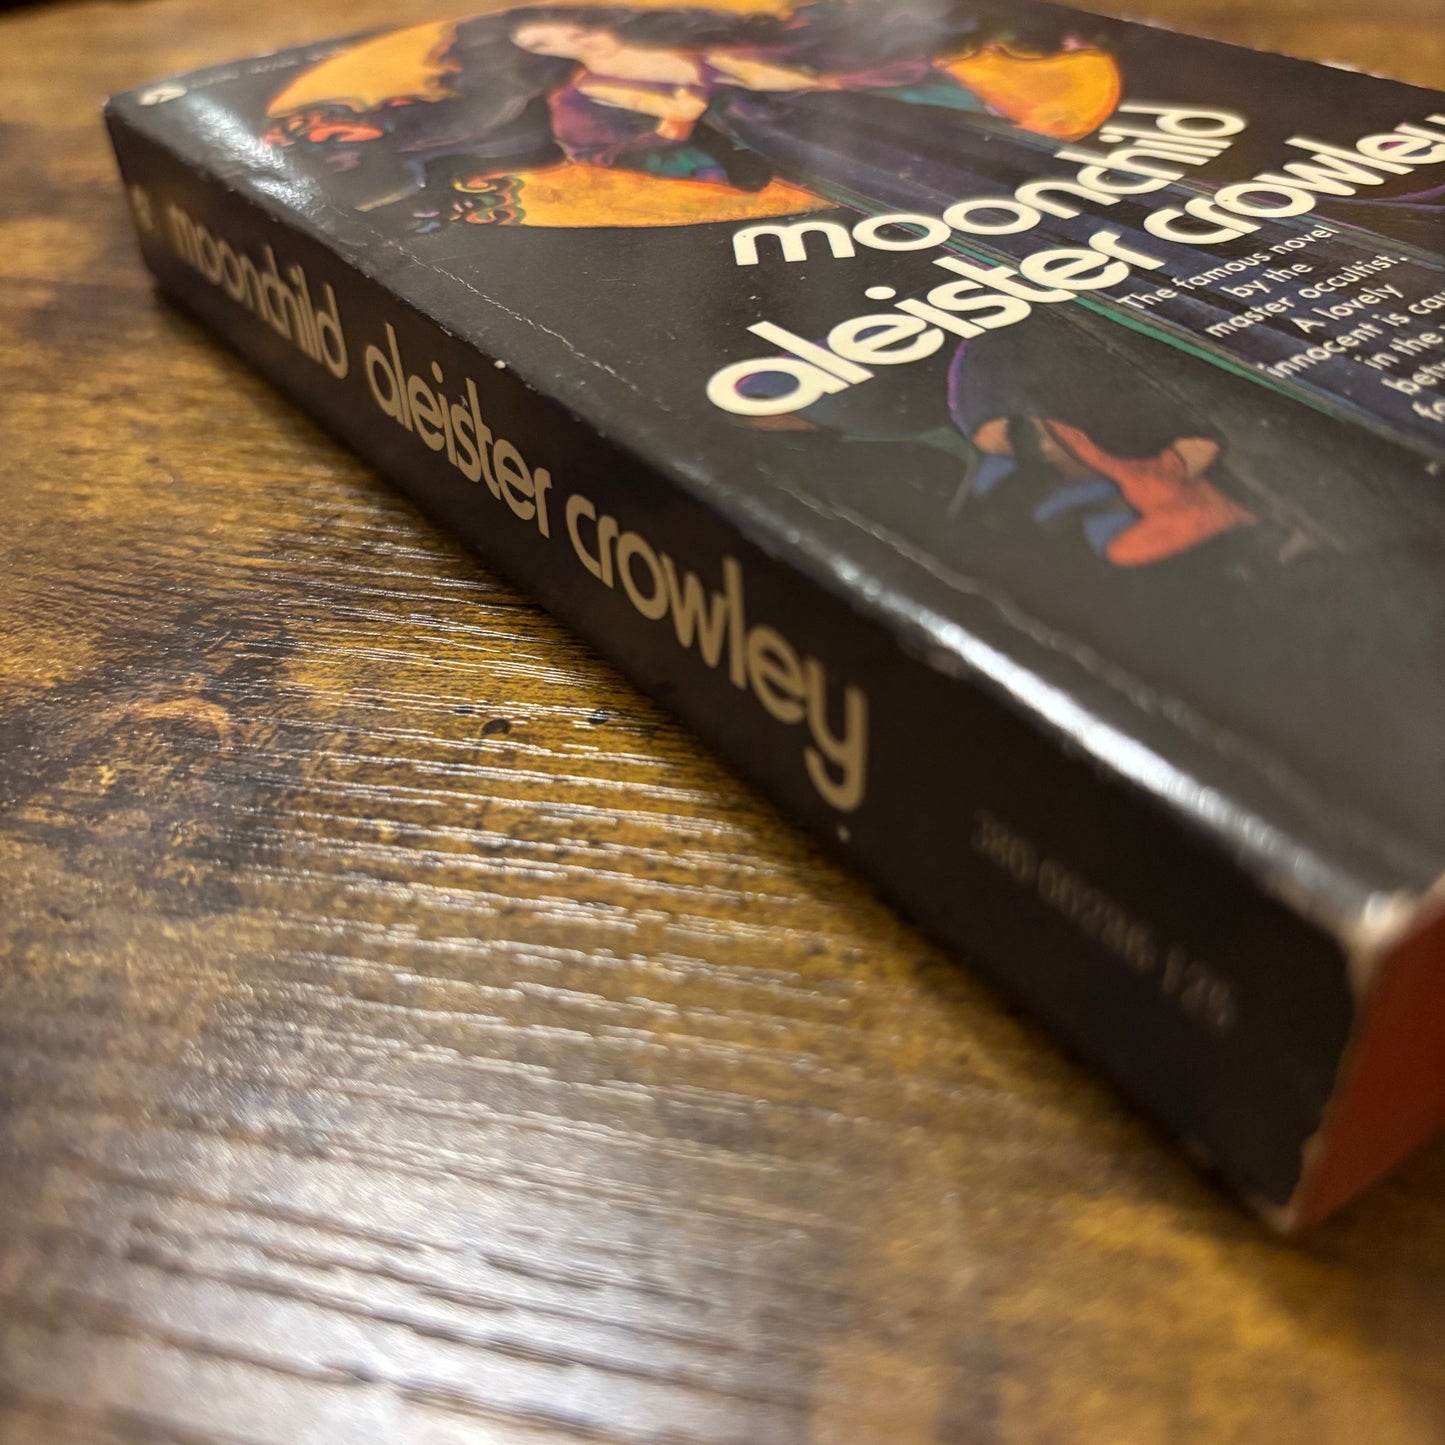 moonchild
aleister crowley
The famous novel
by the
master occultist.
A lovely
innocent is
in the
moonchild aleister crowley
380-00286-125